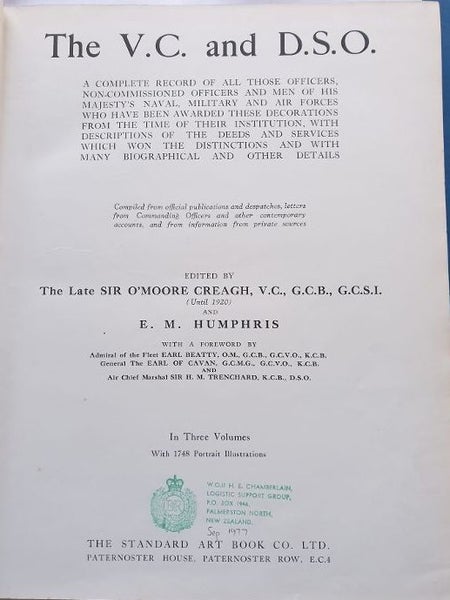 The V.C. and D.S.O.
A COMPLETE RECORD OF ALL THOSE OFFICERS,
NON-COMMISSIONED OFFICERS AND MEN OF HIS
MAJESTY'S NAVAL, MILITARY AND AIR FORCES
WHO HAVE BEEN AWARDED THESE DECORATIONS
FROM THE TIME OF THEIR INSTITUTION, WITH
DESCRIPTIONS OF THE DEEDS AND SERVICES
WHICH WON THE DISTINCTIONS AND WITH
MANY BIOGRAPHICAL AND OTHER DETAILS
Compiled from official publications and despatches, letters
from Commanding Officers and other contemporary
accounts, and from information from private sources
EDITED BY
The Late SIR O'MOORE CREAGH, V.C., G.C.B., G.C.S.I.
(Until 1920)
AND
E. M. HUMPHRIS
WITH A FOREWORD BY
Admiral of the Fleet EARL BEATTY, O.M., G.C.B., G.C.V.O., K.C.B.
General The EARL OF CAVAN, G.C.M.G., G.C.V.O., K.C.B.
AND
Air Chief Marshal SIR H. M. TRENCHARD, K.C.B., D.S.O.
In Three Volumes
With 1748 Portrait Illustrations
W.O.II H. E. CHAMBERLAIN,
LOGISTIC SUPPORT GROUP,
P.O. BOX 1946,
PALMERSTON NORTH,
NEW ZEALAND.
Sep 1977
THE STANDARD ART BOOK CO. LTD.
PATERNOSTER HOUSE, PATERNOSTER ROW, E.C.4